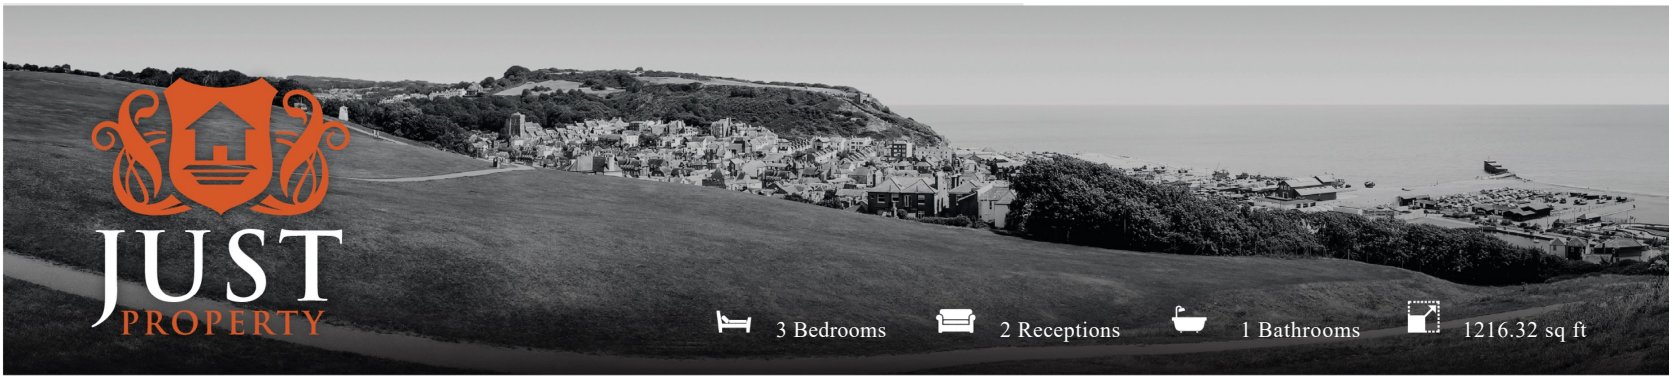 JUST
PROPERTY
3 Bedrooms
2 Receptions
1 Bathrooms
1216.32 sq ft